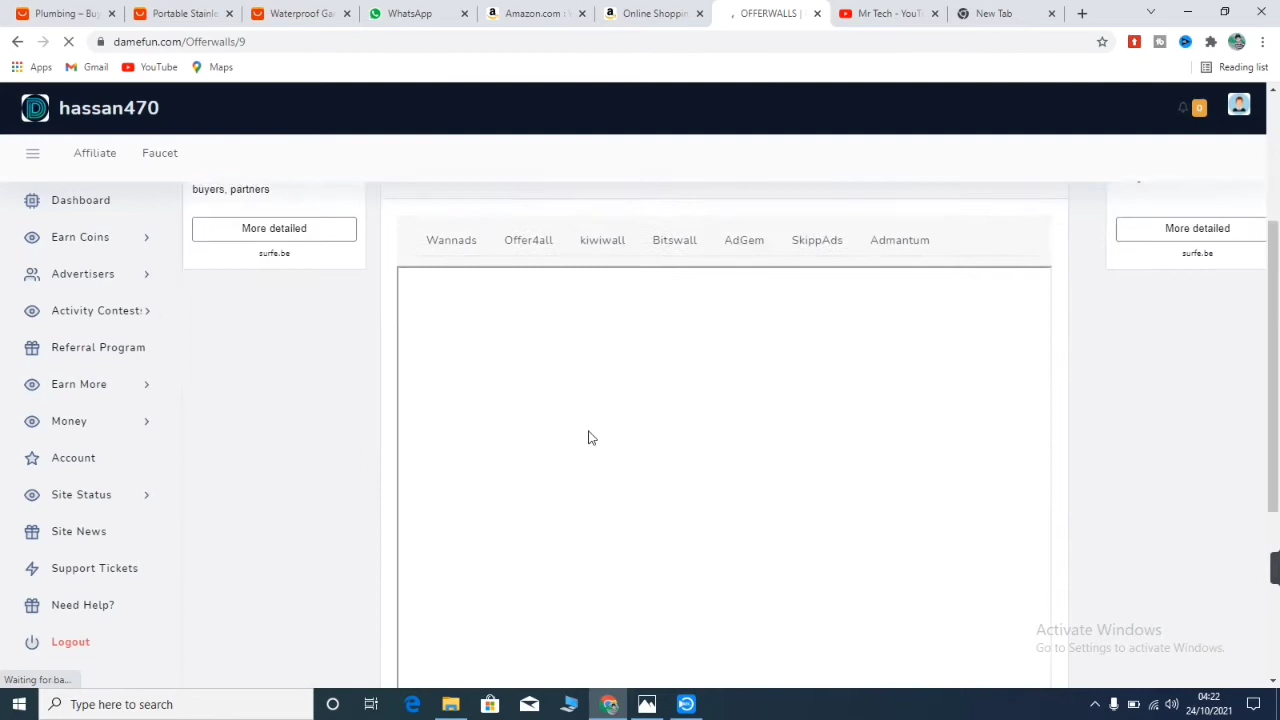 Plumbing – Bu
Portable Stainle
Waterproof Ga
WhatsApp
Amazon.com : \
Online Shoppin
OFFERWALLS |
Mr Tech - YouT
New Tab
damefun.com/Offerwalls/9
Apps
Gmail
YouTube
Maps
Reading list
hassan470
0
Affiliate
Faucet
buyers, partners
More detailed
surfe.be
More detailed
surfe.be
Wannads
Offer4all
kiwiwall
Bitswall
AdGem
SkippAds
Admantum
Dashboard
Earn Coins
Advertisers
Activity Contests
Referral Program
Earn More
Money
Account
Site Status
Site News
Support Tickets
Need Help?
Logout
Activate Windows
Go to Settings to activate Windows.
Waiting for ba...
Type here to search
04:22
24/10/2021